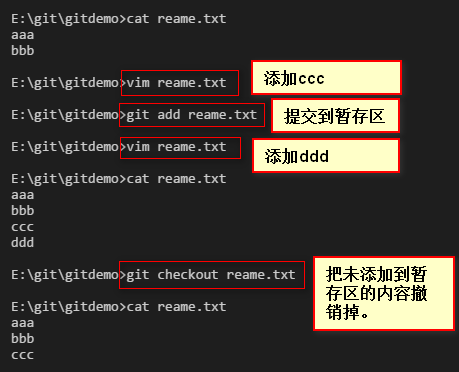 E:\git\gitdemo>cat reame.txt
aaa
bbb
E:\git\gitdemo>vim reame.txt
添加ccc
E:\git\gitdemo>git add reame.txt
提交到暂存区
E:\git\gitdemo>vim reame.txt
添加ddd
E:\git\gitdemo>cat reame.txt
aaa
bbb
ccc
ddd
E:\git\gitdemo>git checkout reame.txt
把未添加到暂
存区的内容撤
销掉。
E:\git\gitdemo>cat reame.txt
aaa
bbb
ccc